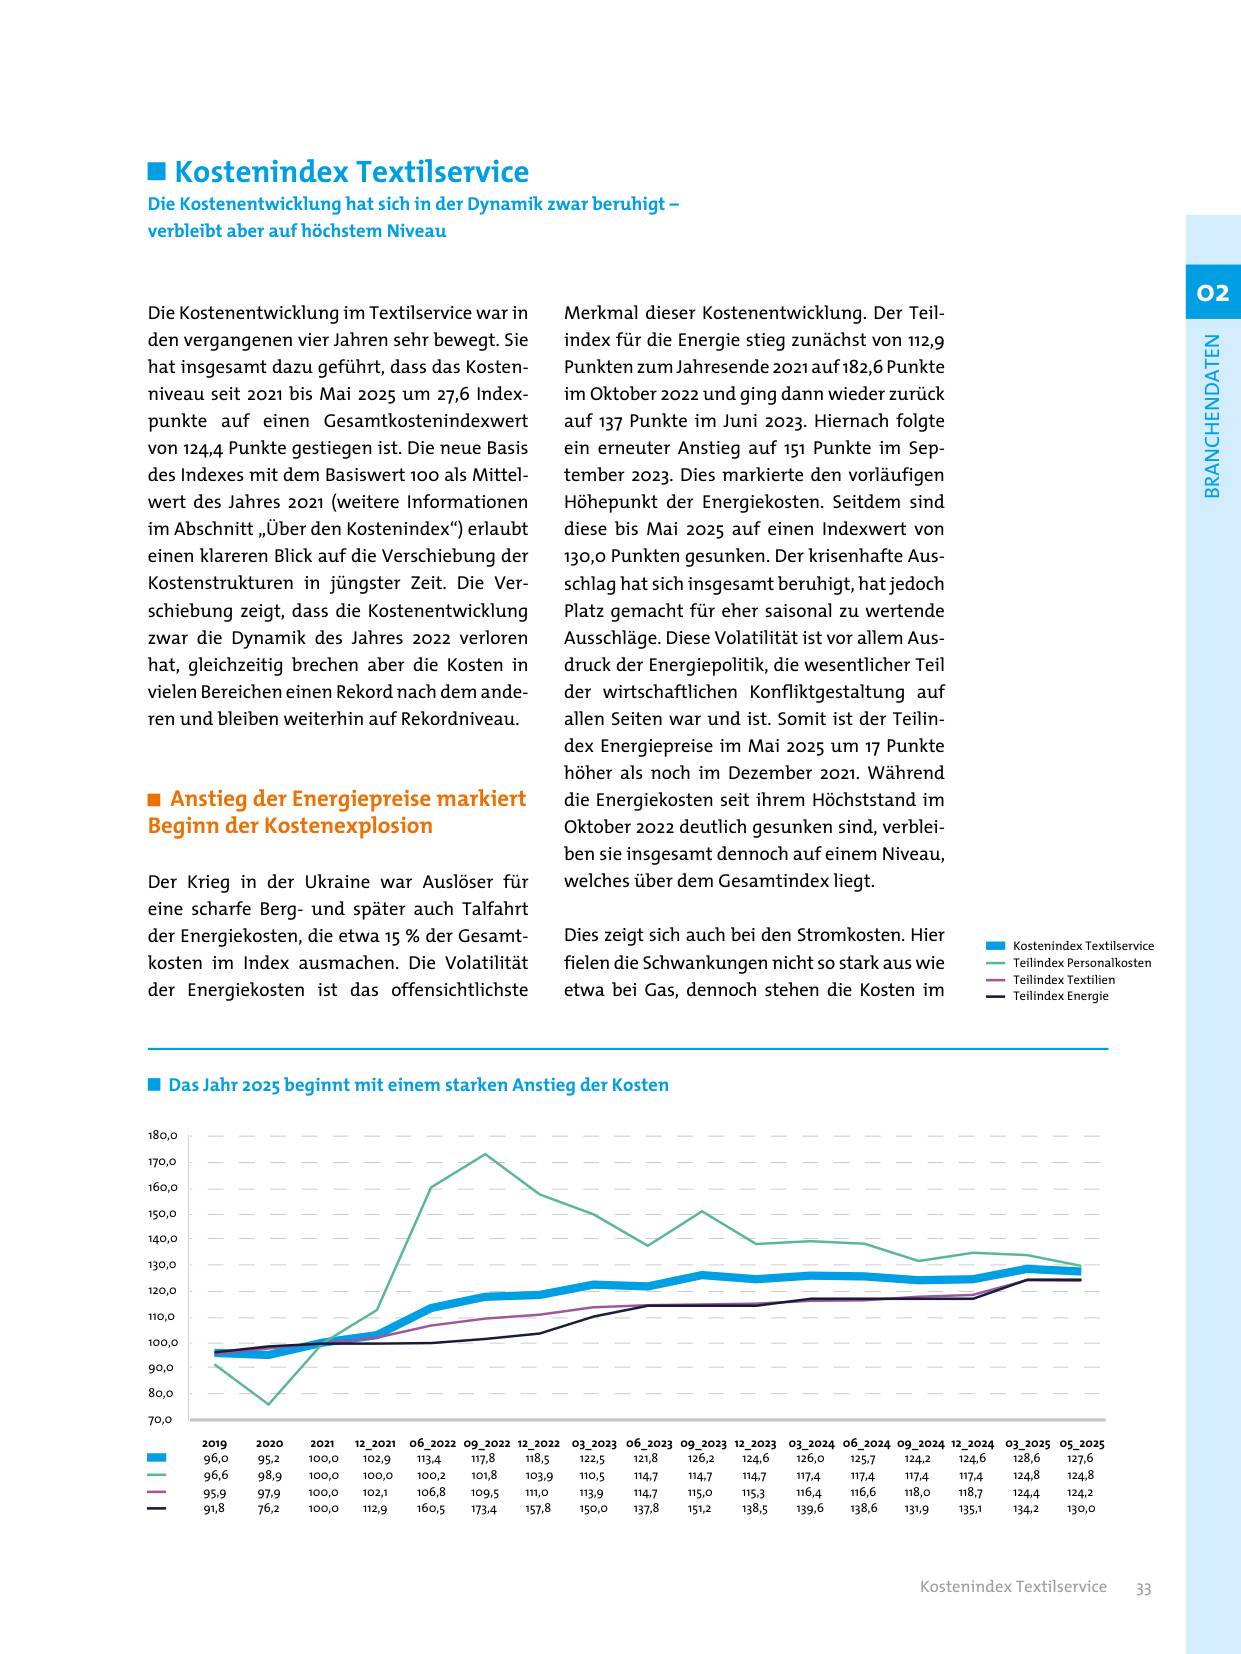 Kostenindex Textilservice
Die Kostenentwicklung hat sich in der Dynamik zwar beruhigt –
verbleibt aber auf höchstem Niveau
Die Kostenentwicklung im Textilservice war in
den vergangenen vier Jahren sehr bewegt. Sie
hat insgesamt dazu geführt, dass das Kosten-
niveau seit 2021 bis Mai 2025 um 27,6 Index-
punkte auf einen Gesamtkostenindexwert
von 124,4 Punkte gestiegen ist. Die neue Basis
des Indexes mit dem Basiswert 100 als Mittel-
wert des Jahres 2021 (weitere Informationen
im Abschnitt „Über den Kostenindex“) erlaubt
einen klareren Blick auf die Verschiebung der
Kostenstrukturen in jüngster Zeit. Die Ver-
schiebung zeigt, dass die Kostenentwicklung
zwar die Dynamik des Jahres 2022 verloren
hat, gleichzeitig brechen aber die Kosten in
vielen Bereichen einen Rekord nach dem ande-
ren und bleiben weiterhin auf Rekordniveau.
Anstieg der Energiepreise markiert
Beginn der Kostenexplosion
Der Krieg in der Ukraine war Auslöser für
eine scharfe Berg- und später auch Talfahrt
der Energiekosten, die etwa 15 % der Gesamt-
kosten im Index ausmachen. Die Volatilität
der Energiekosten ist das offensichtlichste
Merkmal dieser Kostenentwicklung. Der Teil-
index für die Energie stieg zunächst von 112,9
Punkten zum Jahresende 2021 auf 182,6 Punkte
im Oktober 2022 und ging dann wieder zurück
auf 137 Punkte im Juni 2023. Hiernach folgte
ein erneuter Anstieg auf 151 Punkte im Sep-
tember 2023. Dies markierte den vorläufigen
Höhepunkt der Energiekosten. Seitdem sind
diese bis Mai 2025 auf einen Indexwert von
130,0 Punkten gesunken. Der krisenhafte Aus-
schlag hat sich insgesamt beruhigt, hat jedoch
Platz gemacht für eher saisonal zu wertende
Ausschläge. Diese Volatilität ist vor allem Aus-
druck der Energiepolitik, die wesentlicher Teil
der wirtschaftlichen Konfliktgestaltung auf
allen Seiten war und ist. Somit ist der Teilin-
dex Energiepreise im Mai 2025 um 17 Punkte
höher als noch im Dezember 2021. Während
die Energiekosten seit ihrem Höchststand im
Oktober 2022 deutlich gesunken sind, verblei-
ben sie insgesamt dennoch auf einem Niveau,
welches über dem Gesamtindex liegt.
Dies zeigt sich auch bei den Stromkosten. Hier
fielen die Schwankungen nicht so stark aus wie
etwa bei Gas, dennoch stehen die Kosten im
02
BRANCHENDATEN
Kostenindex Textilservice
Teilindex Personalkosten
Teilindex Textilien
Teilindex Energie
Das Jahr 2025 beginnt mit einem starken Anstieg der Kosten
180,0
170,0
160,0
150,0
140,0
130,0
120,0
110,0
100,0
90,0
80,0
70,0
2019 2020 2021 12_2021 06_2022 09_2022 12_2022 03_2023 06_2023 09_2023 12_2023 03_2024 06_2024 09_2024 12_2024 03_2025 05_2025
96,0 95,2 100,0 102,9 113,4 117,8 118,5 122,5 121,8 126,2 124,6 126,0 125,7 124,2 124,6 128,6 127,6
96,6 98,9 100,0 100,0 100,2 101,8 103,9 110,5 114,7 114,7 114,7 117,4 117,4 117,4 117,4 124,8 124,8
95,9 97,9 100,0 102,1 106,8 109,5 111,0 113,9 114,7 115,0 115,3 116,4 116,6 118,0 118,7 124,4 124,2
91,8 76,2 100,0 112,9 160,5 173,4 157,8 150,0 137,8 151,2 138,5 139,6 138,6 131,9 135,1 134,2 130,0
Kostenindex Textilservice 33